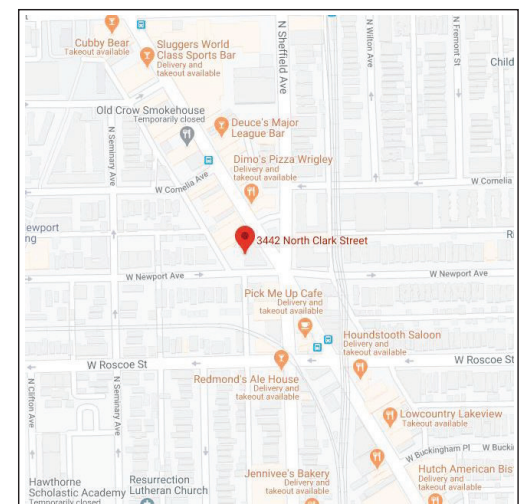 Cubby Bear
Takeout available
Sluggers World
Class Sports Bar
Delivery and
takeout available
N Sheffield Ave
N Wilton Ave
N Fremont St
Child
Old Crow Smokehouse
Temporarily closed
Deuce's Major
League Bar
N Seminary Ave
Dimo's Pizza Wrigley
Delivery and
takeout available
W Cornelia Ave
W Cornelia
ewport
ng
3442 North Clark Street
R
W Newport Ave
W Newport Ave
Pick Me Up Cafe
Delivery and
takeout available
Houndstooth Saloon
Delivery and
takeout available
W Roscoe St
W Roscoe St
Redmond's Ale House
Delivery and
takeout available
N Clifton Ave
N Seminary Ave
Lowcountry Lakeview
Takeout available
W Buckingham Pl
W Bucki
Hutch American Bis
Delivery and
takeout available
Jennivee's Bakery
Delivery and
takeout available
Hawthorne
Scholastic Academy
Temporarily closed
Resurrection
Lutheran Church